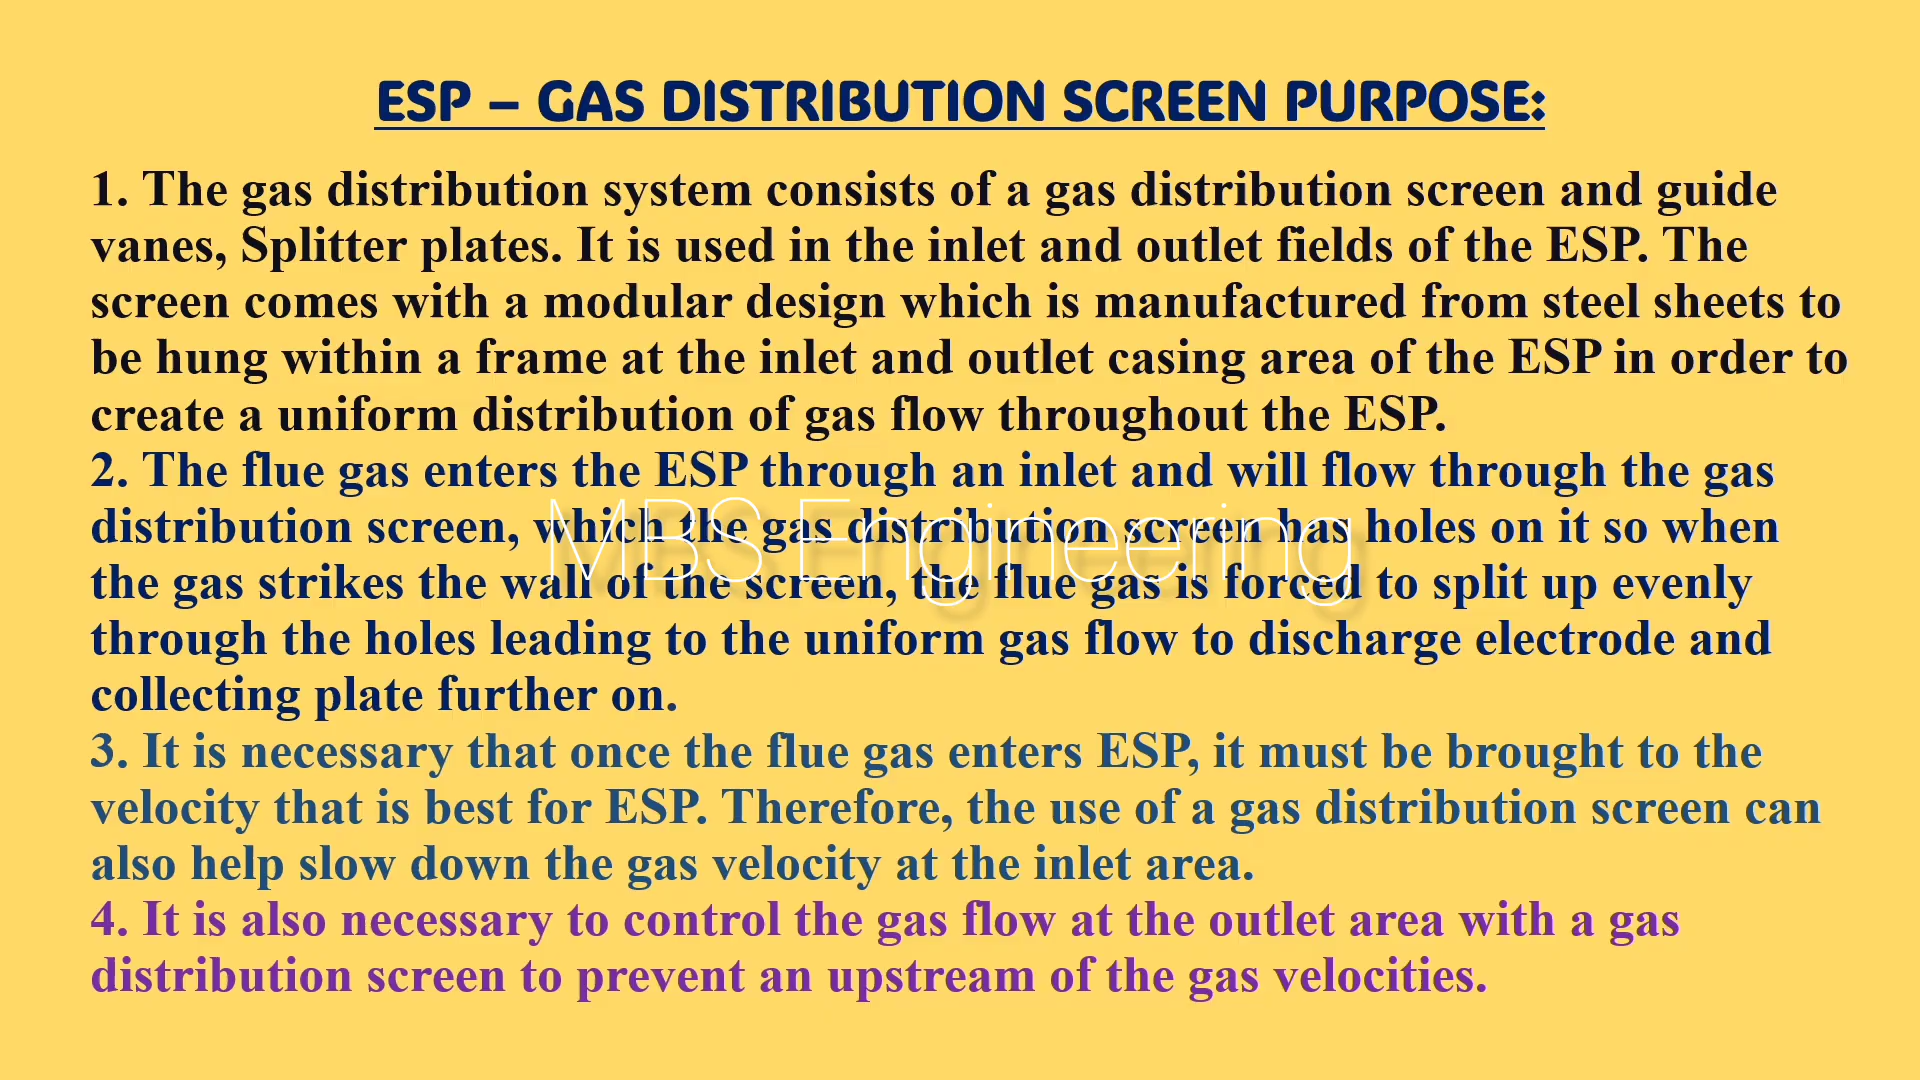 ESP – GAS DISTRIBUTION SCREEN PURPOSE:
1. The gas distribution system consists of a gas distribution screen and guide
vanes, Splitter plates. It is used in the inlet and outlet fields of the ESP. The
screen comes with a modular design which is manufactured from steel sheets to
be hung within a frame at the inlet and outlet casing area of the ESP in order to
create a uniform distribution of gas flow throughout the ESP.
2. The flue gas enters the ESP through an inlet and will flow through the gas
distribution screen, which the gas distribution screen has holes on it so when
the gas strikes the wall of the screen, the flue gas is forced to split up evenly
through the holes leading to the uniform gas flow to discharge electrode and
collecting plate further on.
3. It is necessary that once the flue gas enters ESP, it must be brought to the
velocity that is best for ESP. Therefore, the use of a gas distribution screen can
also help slow down the gas velocity at the inlet area.
4. It is also necessary to control the gas flow at the outlet area with a gas
distribution screen to prevent an upstream of the gas velocities.
MBS Engineering